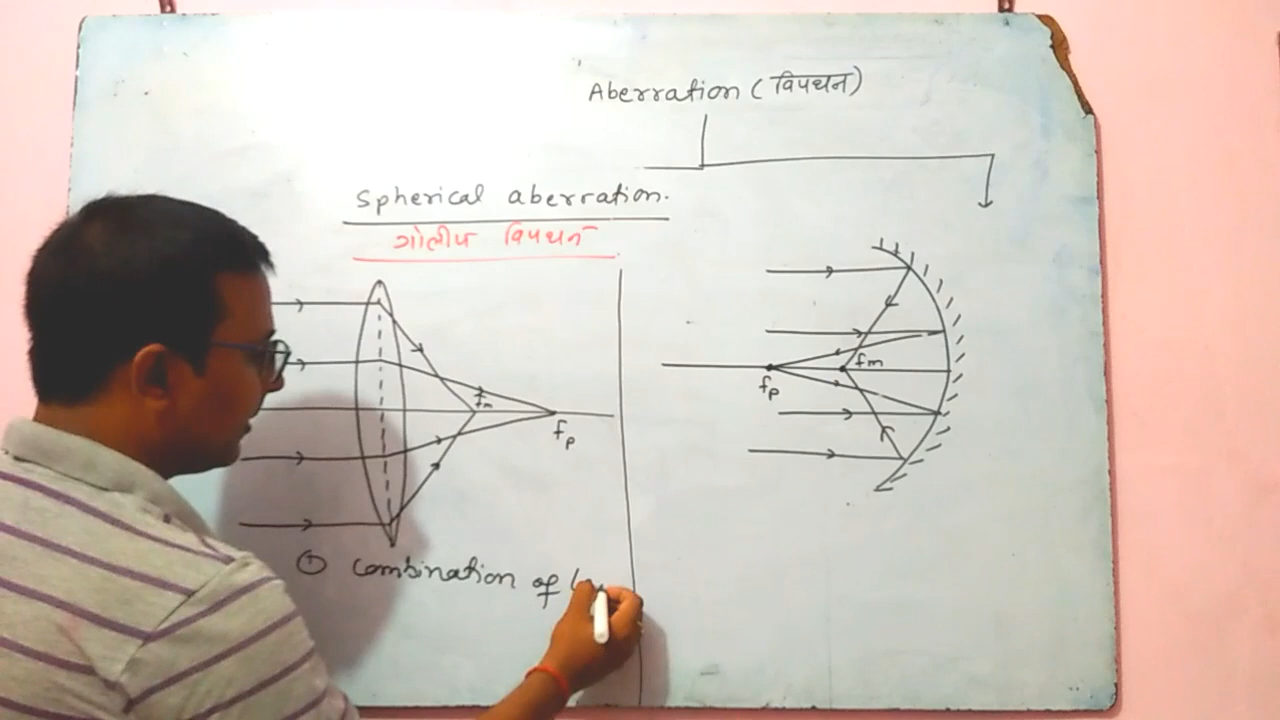 Aberration (विपथन)
Spherical aberration.
गोलीय विपथन
fm
fp
fm
fp
① Combination of